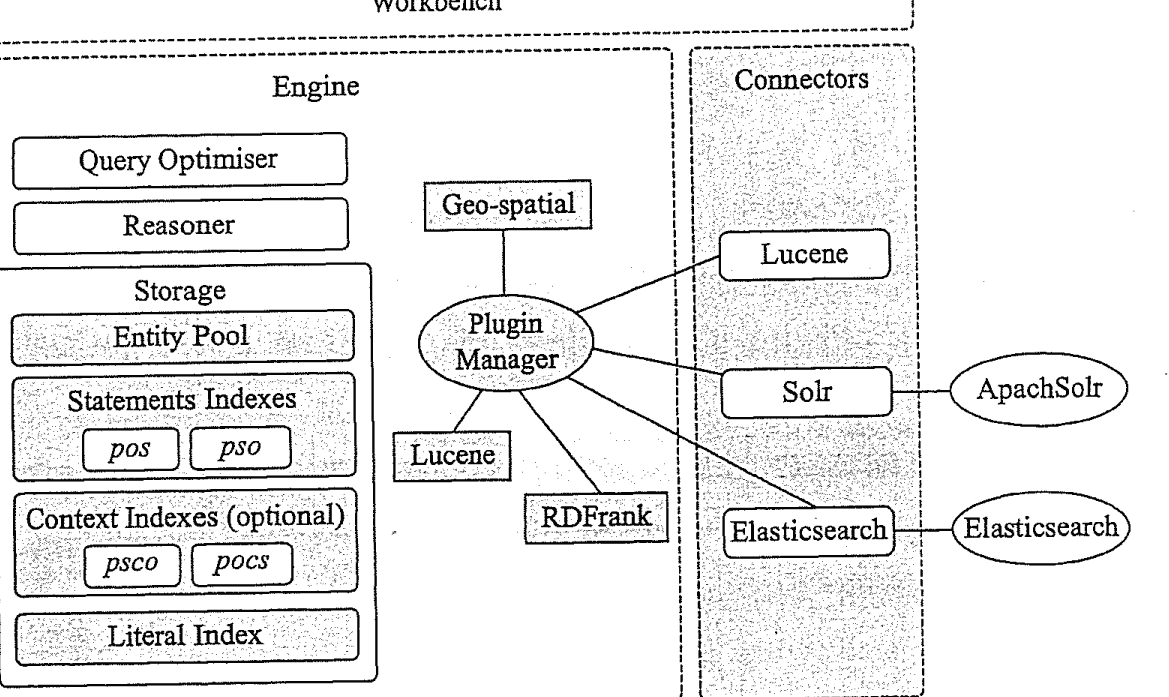 Workbench
Engine
Query Optimiser
Reasoner
Storage
Entity Pool
Statements Indexes
pos pso
Context Indexes (optional)
psco pocs
Literal Index
Geo-spatial
Plugin
Manager
Lucene
RDFrank
Connectors
Lucene
Solr
Elasticsearch
ApachSolr
Elasticsearch